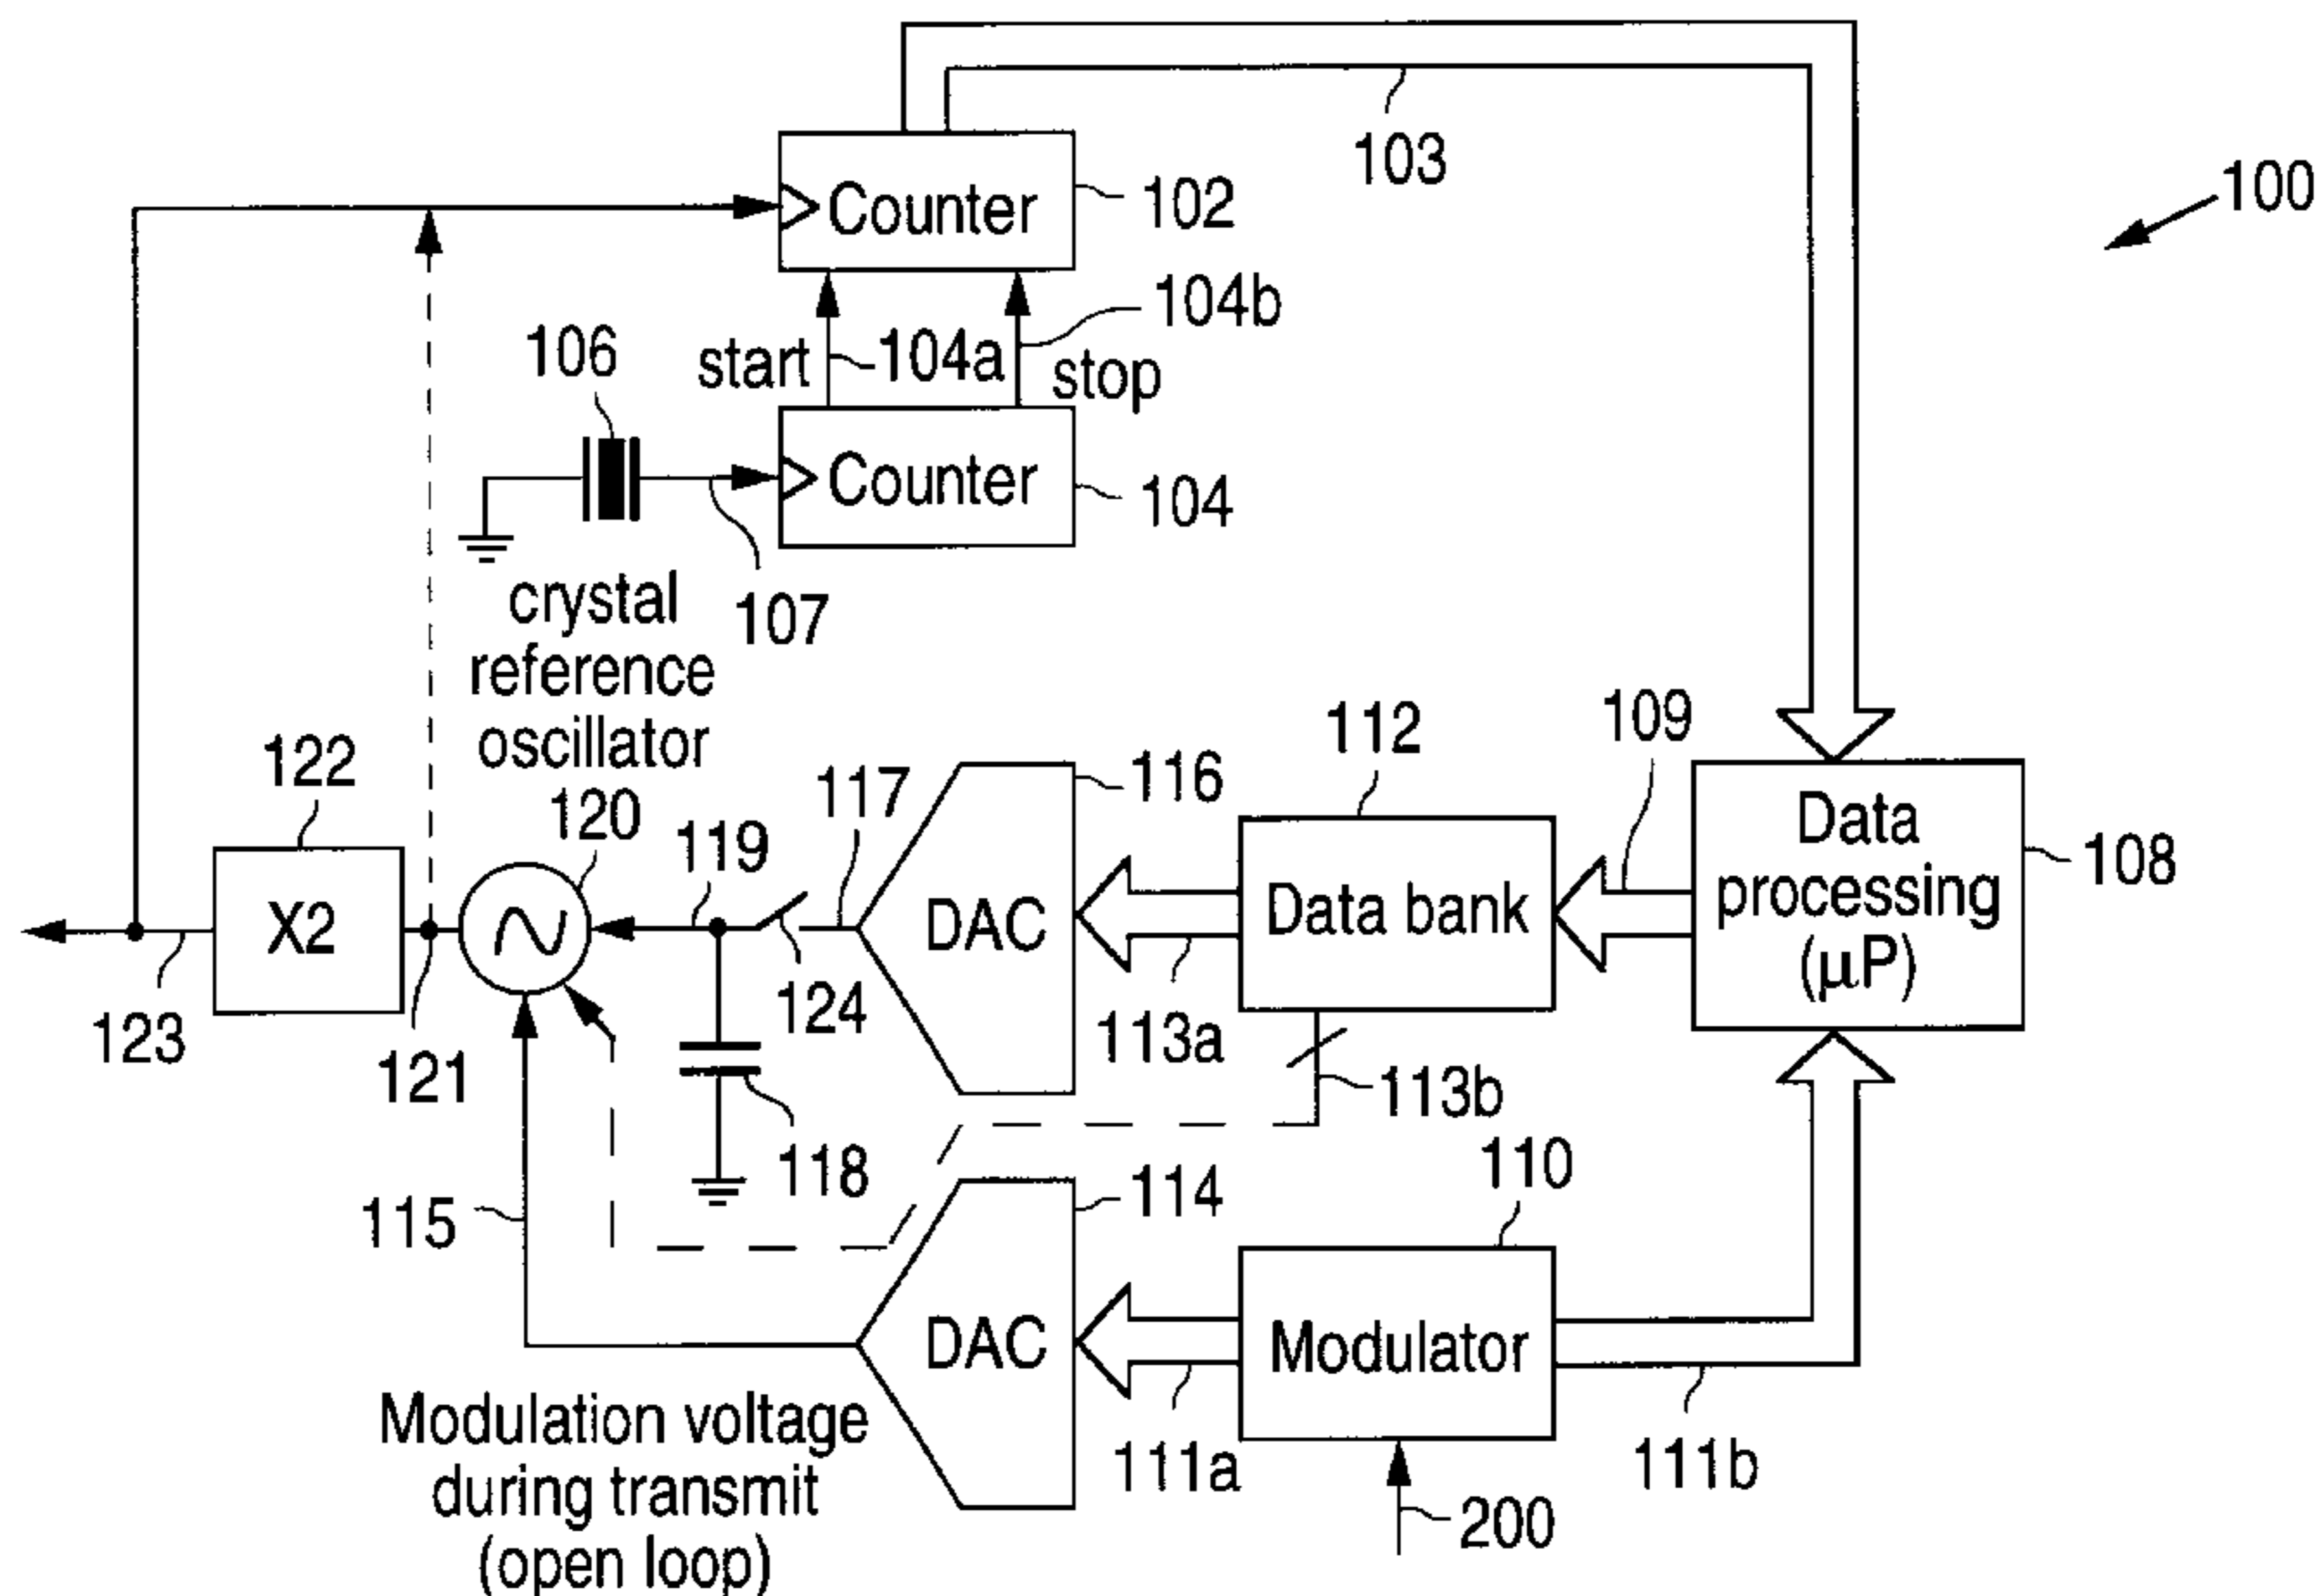 103
100
Counter
102
104b
106
start
104a
stop
Counter
104
crystal
reference
oscillator
107
122
120
119
117
116
112
109
X2
DAC
Data bank
Data
processing
(µP)
108
123
121
124
113a
113b
118
115
114
110
DAC
Modulator
Modulation voltage
during transmit
(open loop)
111a
111b
200